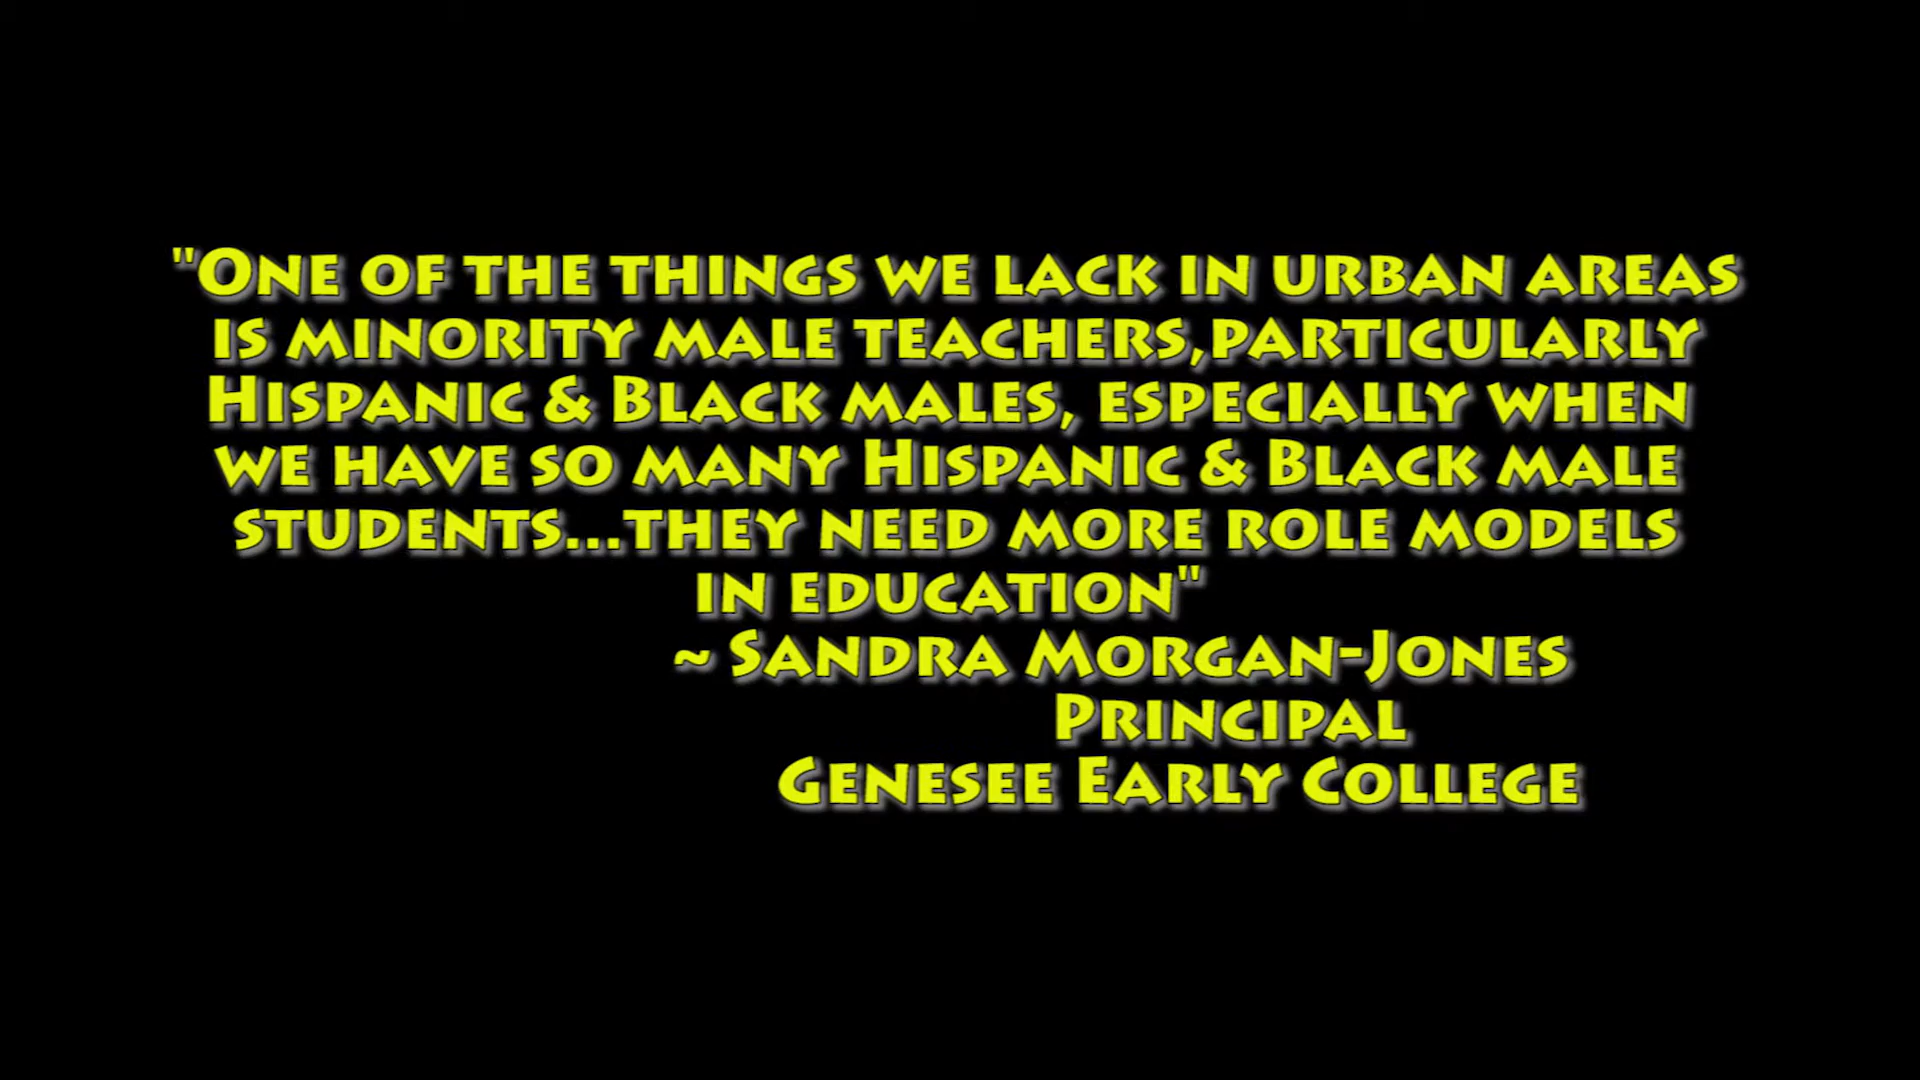 "One of the things we lack in urban areas
is minority male teachers,particularly
Hispanic & Black males, especially when
we have so many Hispanic & Black male
students...they need more role models
in education"
~ Sandra Morgan-Jones
Principal
Genesee Early College